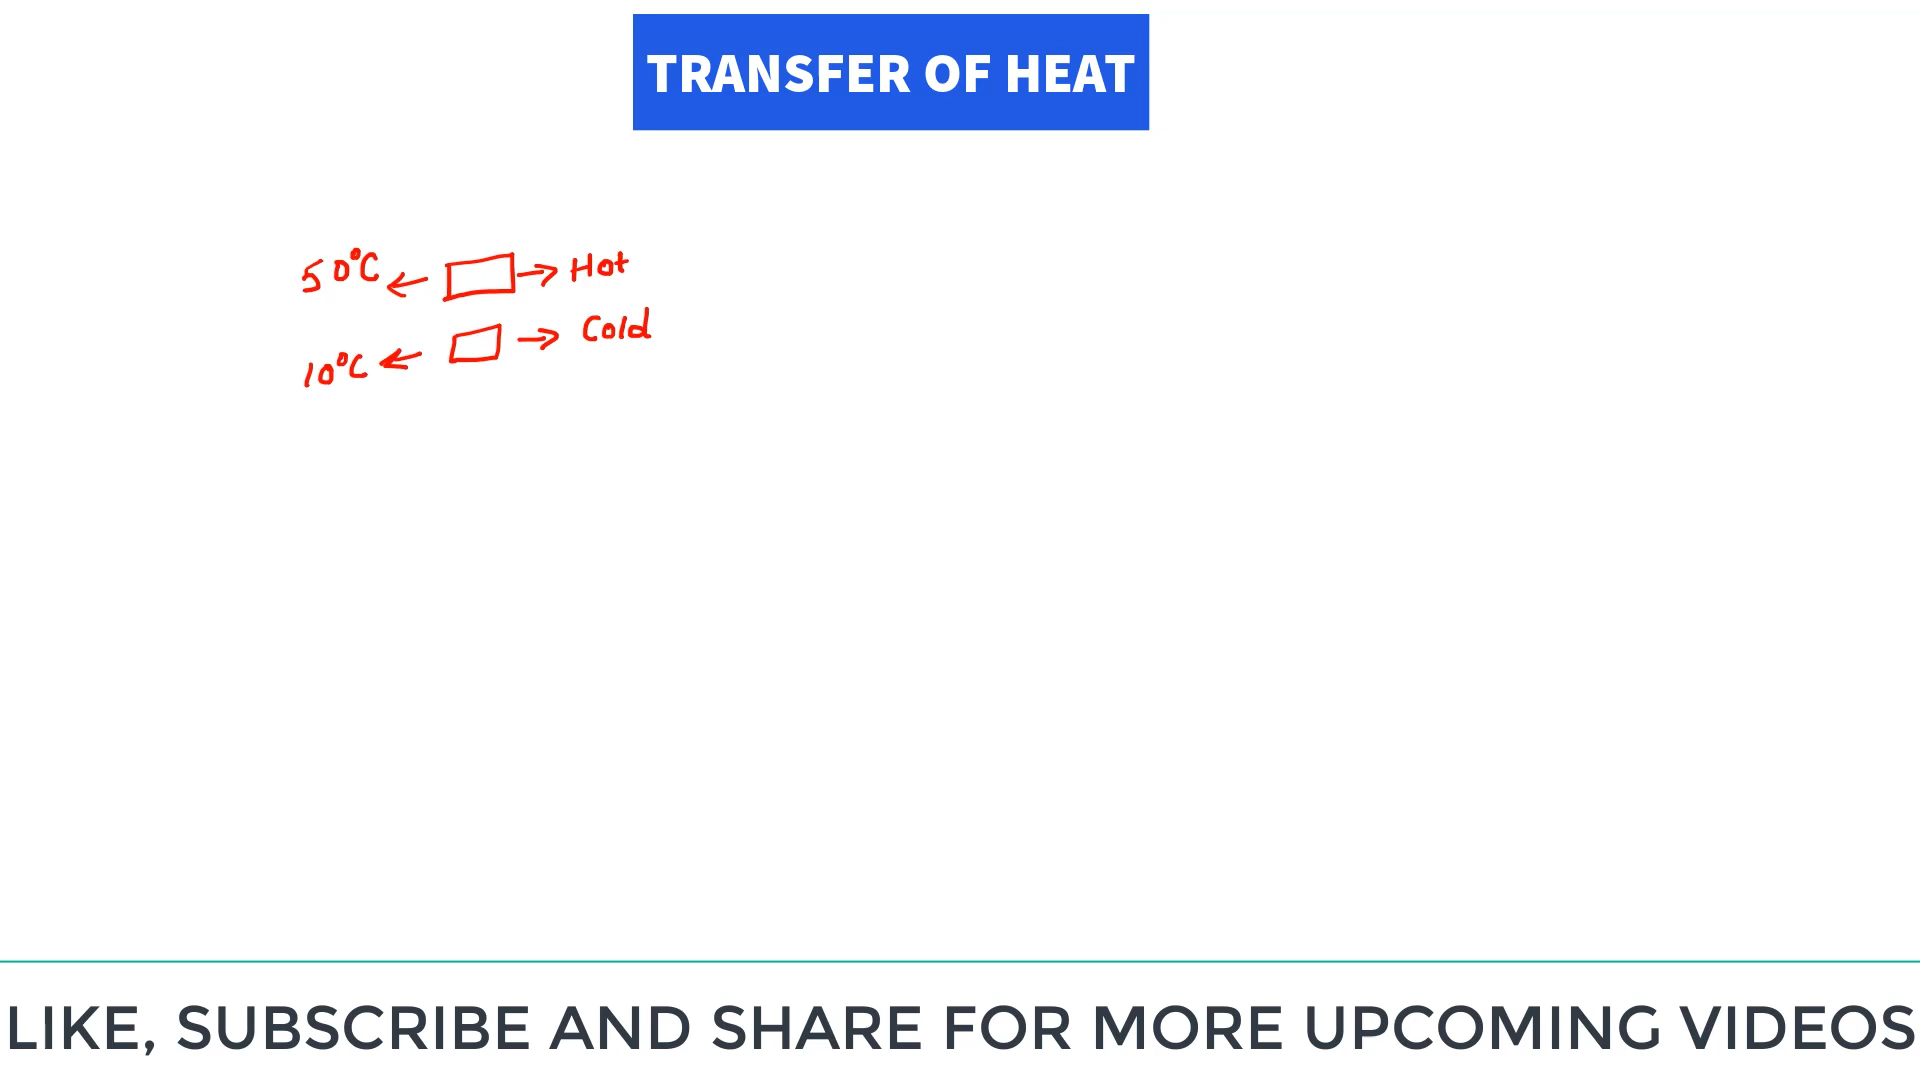 TRANSFER OF HEAT
50°C Hot
10°C Cold
LIKE, SUBSCRIBE AND SHARE FOR MORE UPCOMING VIDEOS